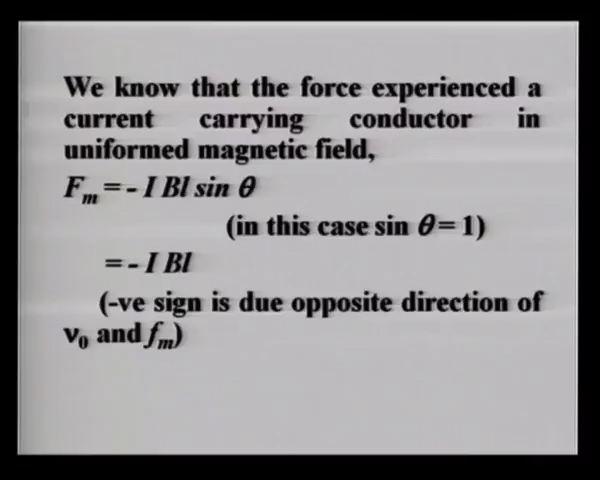 We know that the force experienced a
current carrying conductor in
uniformed magnetic field,
Fₘ = - I Bl sin θ
(in this case sin θ = 1)
= - I Bl
(-ve sign is due opposite direction of
v₀ and fₘ)